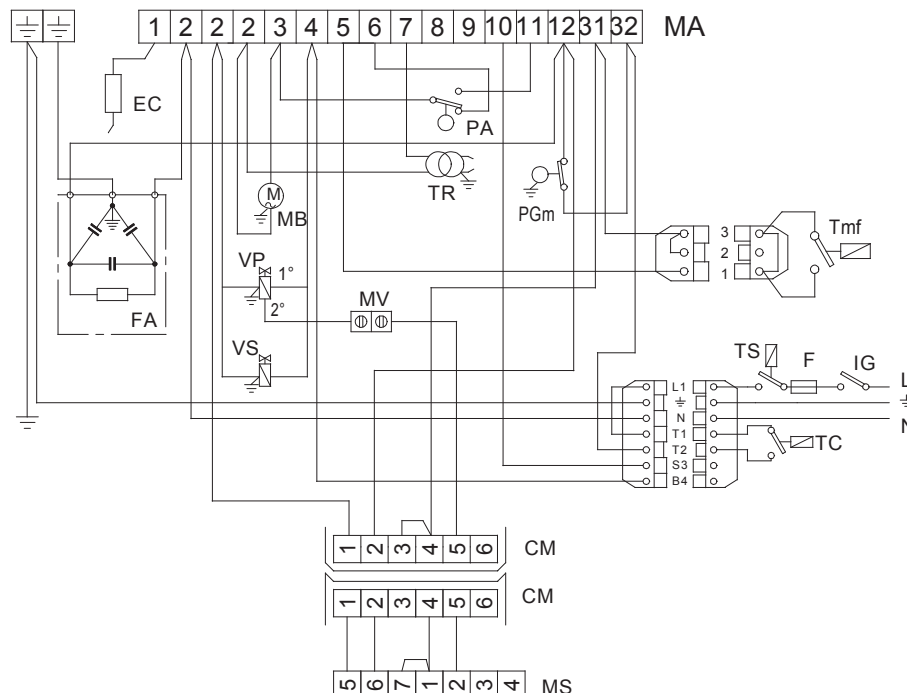 1 2 2 2 3 4 5 6 7 8 9 10 11 12 31 32 MA
EC
PA
TR
M
MB
PGm
Tmf
3
2
1
FA
VP
1°
2°
MV
VS
TS
F
IG
L
L1
N
N
T1
TC
T2
S3
B4
1 2 3 4 5 6 CM
1 2 3 4 5 6 CM
5 6 7 1 2 3 4 MS